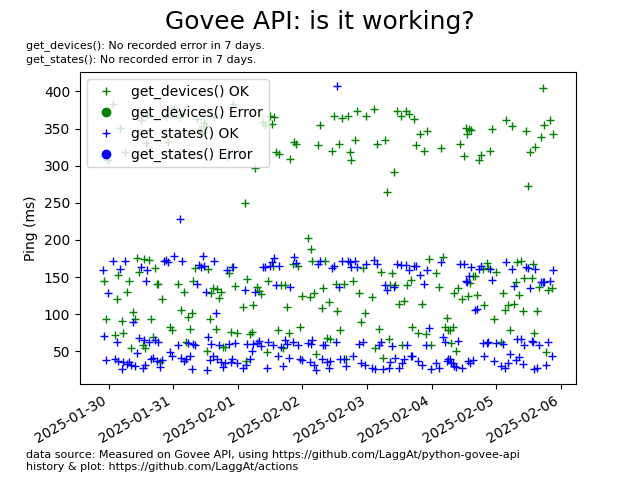 Govee API: is it working?
get_devices(): No recorded error in 7 days.
get_states(): No recorded error in 7 days.
get_devices() OK
get_devices() Error
get_states() OK
get_states() Error
Ping (ms)
400
350
300
250
200
150
100
50
2025-01-30
2025-01-31
2025-02-01
2025-02-02
2025-02-03
2025-02-04
2025-02-05
2025-02-06
data source: Measured on Govee API, using https://github.com/LaggAt/python-govee-api
history & plot: https://github.com/LaggAt/actions